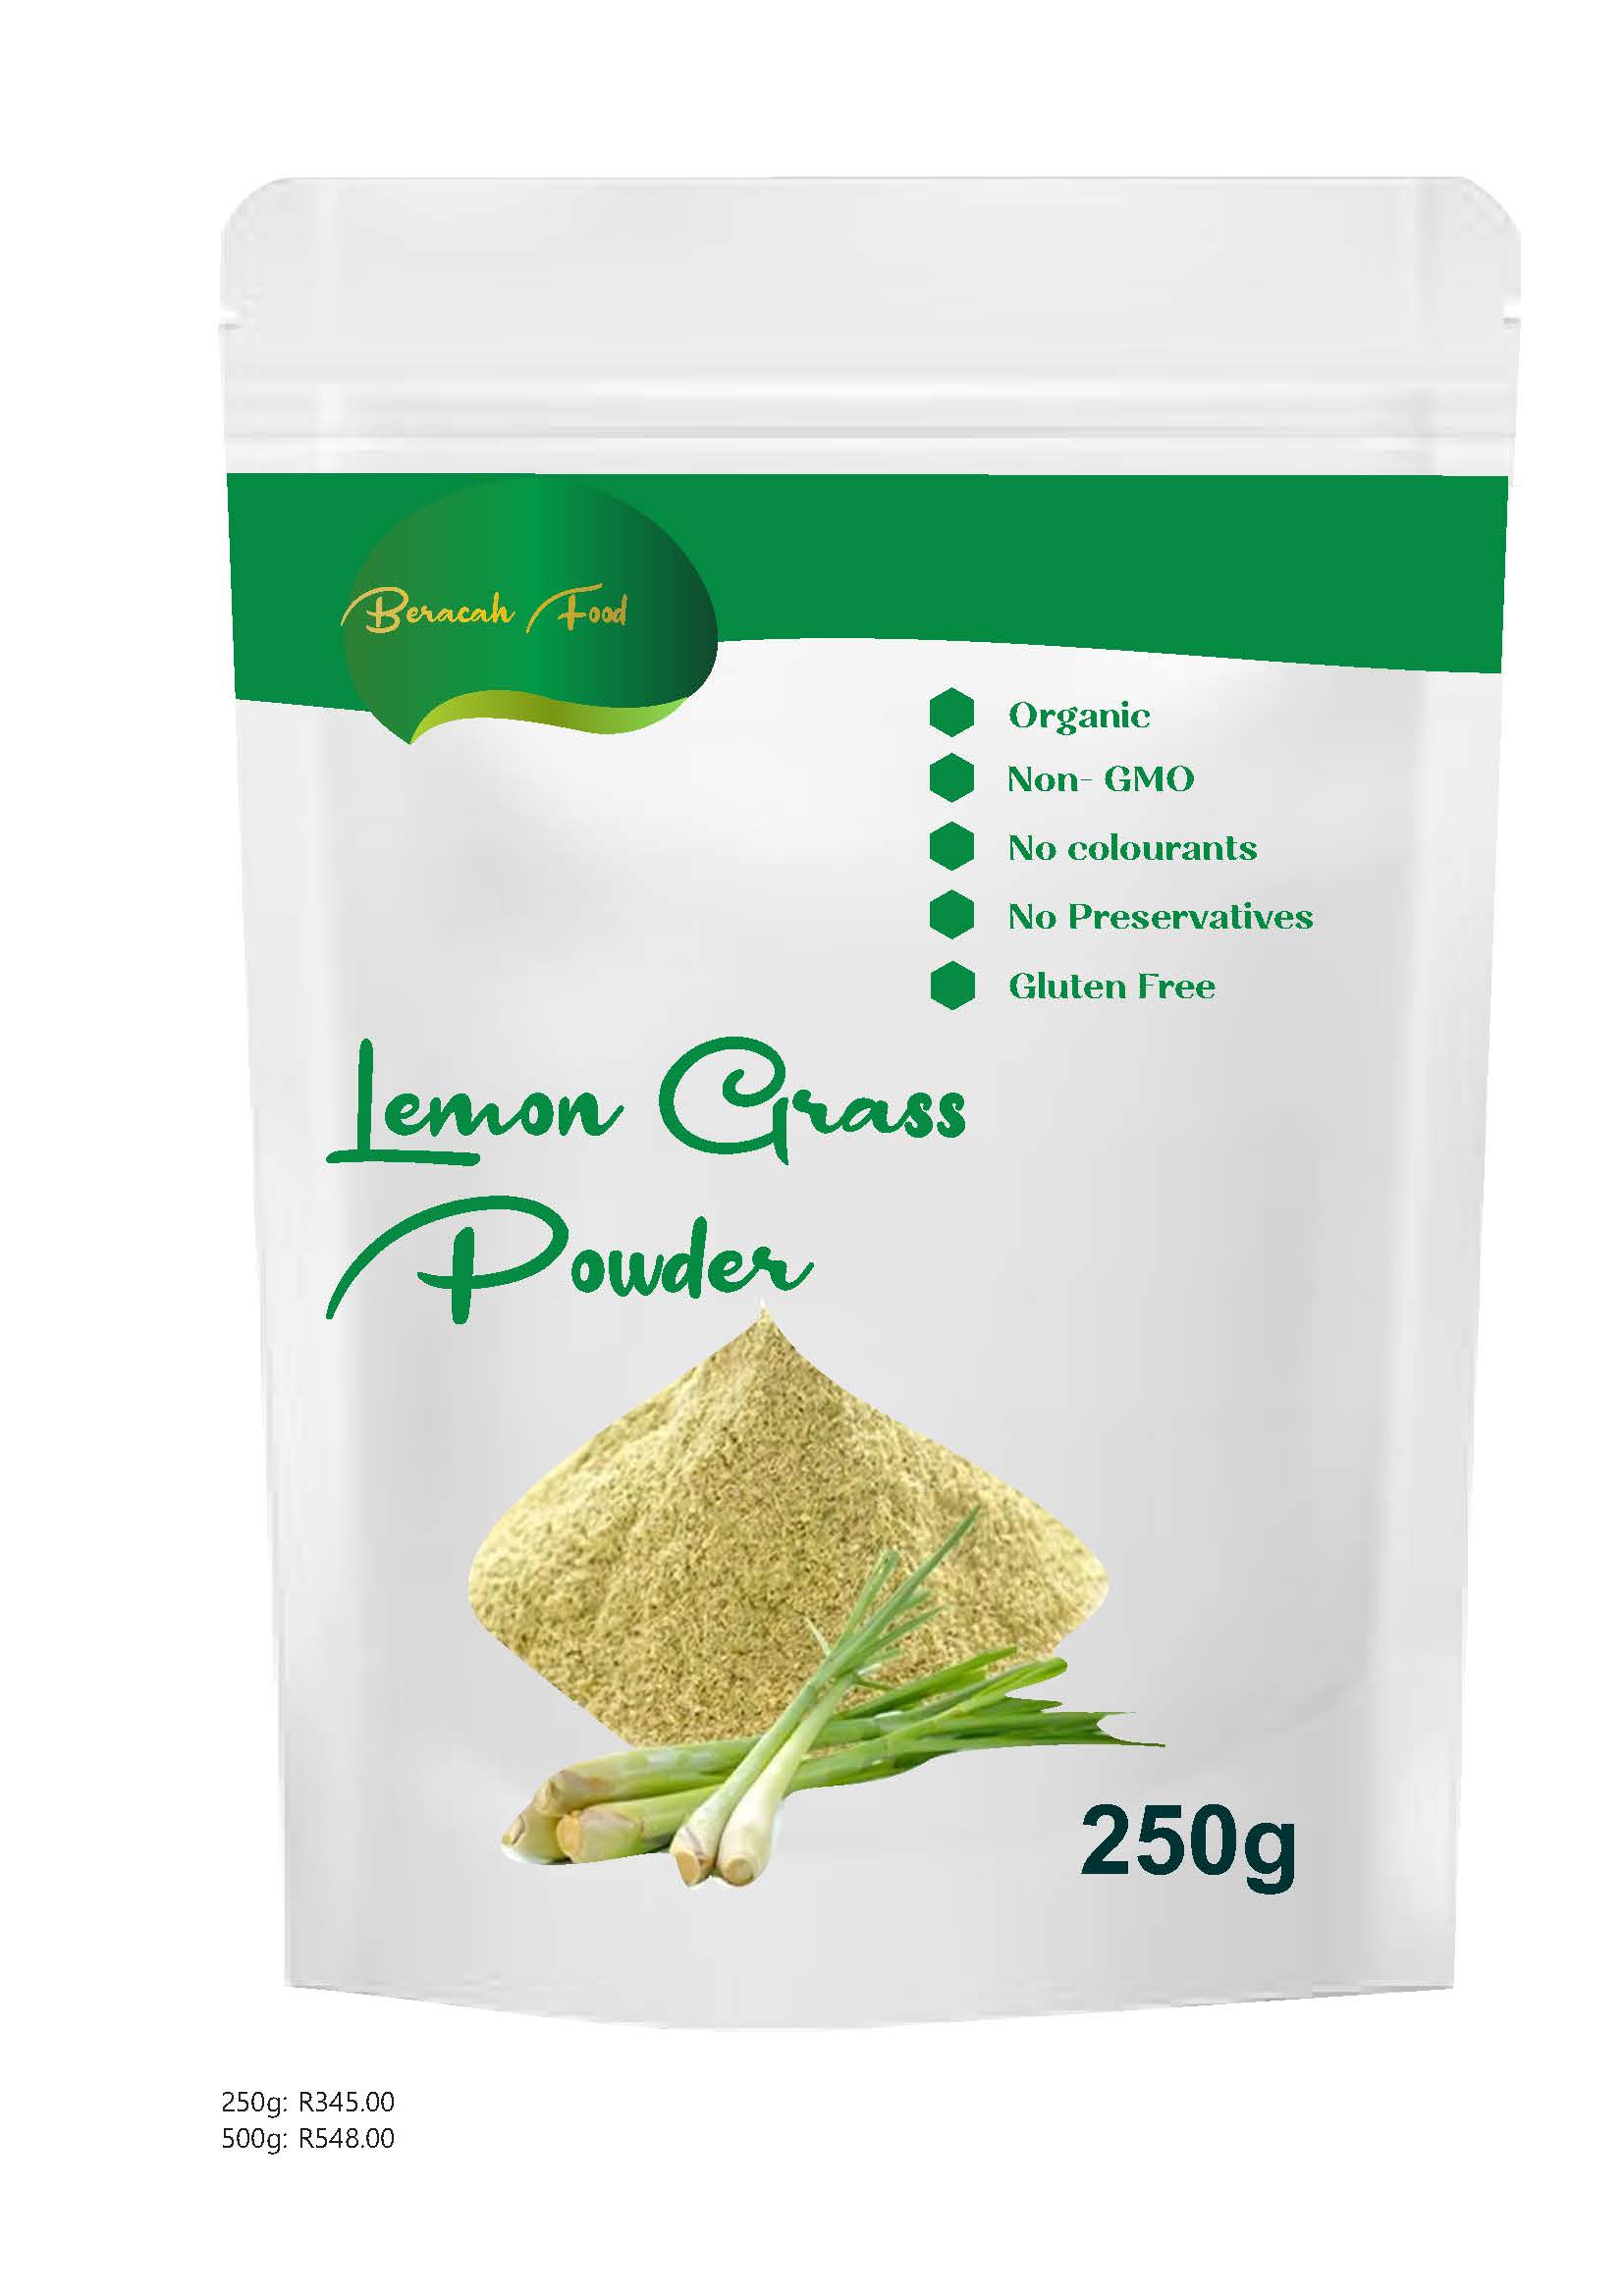 Beracah Food
Organic
Non- GMO
No colourants
No Preservatives
Gluten Free
Lemon Grass
Powder
250g
250g: R345.00
500g: R548.00